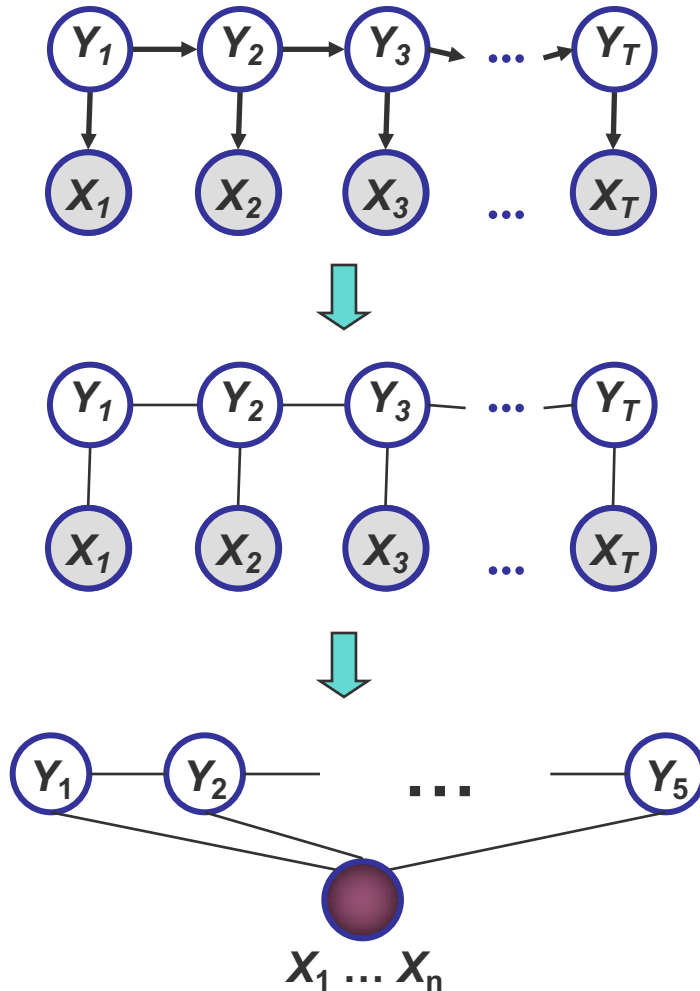 Y1 Y2 Y3 ... YT
X1 X2 X3 ... XT
Y1 Y2 Y3 ... YT
X1 X2 X3 ... XT
Y1 Y2 ... Y5
X1 ... Xn